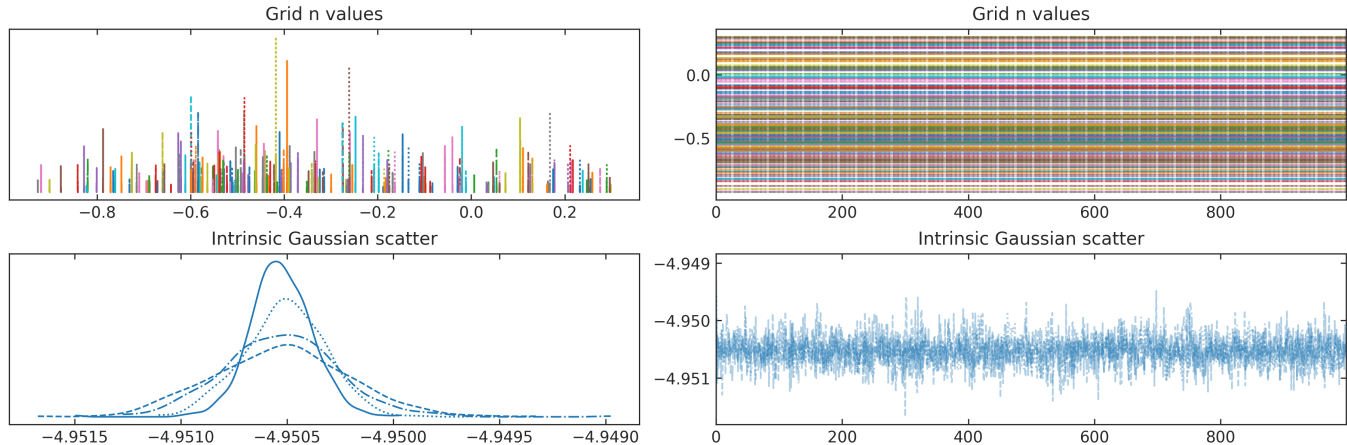 Grid n values
−0.8 −0.6 −0.4 −0.2 0.0 0.2
Grid n values
0.0
−0.5
0 200 400 600 800
Intrinsic Gaussian scatter
−4.9515 −4.9510 −4.9505 −4.9500 −4.9495 −4.9490
Intrinsic Gaussian scatter
−4.949
−4.950
−4.951
0 200 400 600 800